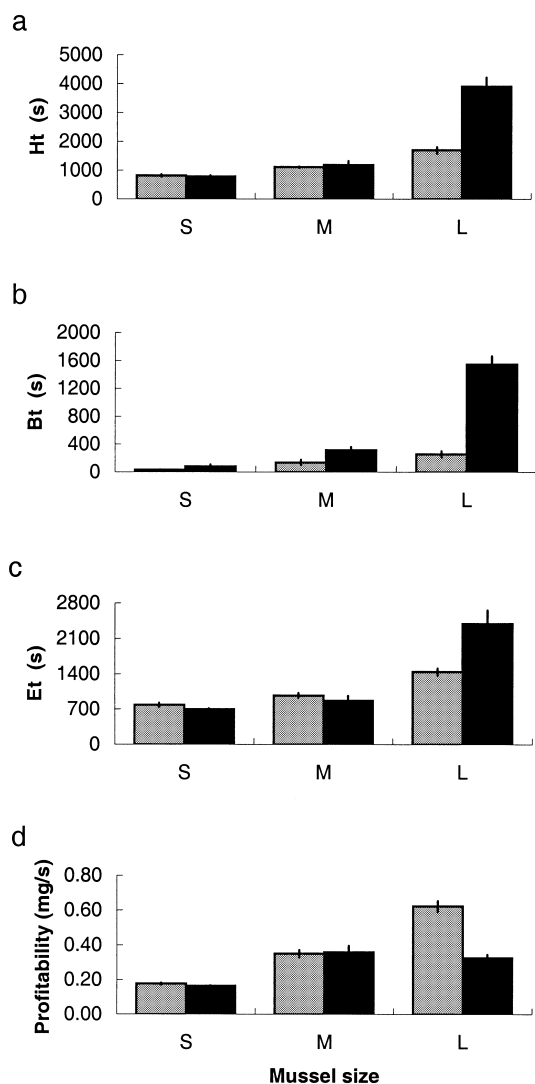 a
Ht (s)
5000
4000
3000
2000
1000
0
S M L
b
Bt (s)
2000
1600
1200
800
400
0
S M L
c
Et (s)
2800
2100
1400
700
0
S M L
d
Profitability (mg/s)
0.80
0.60
0.40
0.20
0.00
S M L
Mussel size